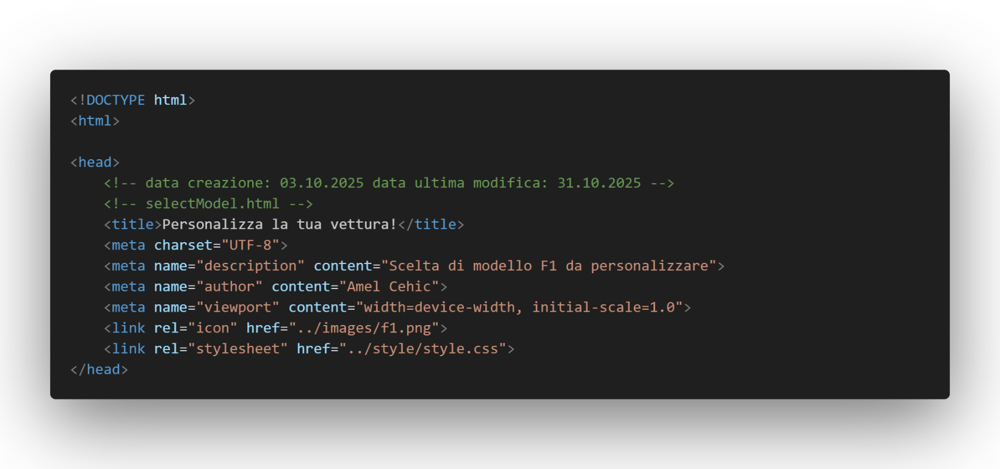 <!DOCTYPE html>
<html>
<head>
<!-- data creazione: 03.10.2025 data ultima modifica: 31.10.2025 -->
<!-- selectModel.html -->
<title>Personalizza la tua vettura!</title>
<meta charset="UTF-8">
<meta name="description" content="Scelta di modello F1 da personalizzare">
<meta name="author" content="Amel Cehic">
<meta name="viewport" content="width=device-width, initial-scale=1.0">
<link rel="icon" href="../images/f1.png">
<link rel="stylesheet" href="../style/style.css">
</head>